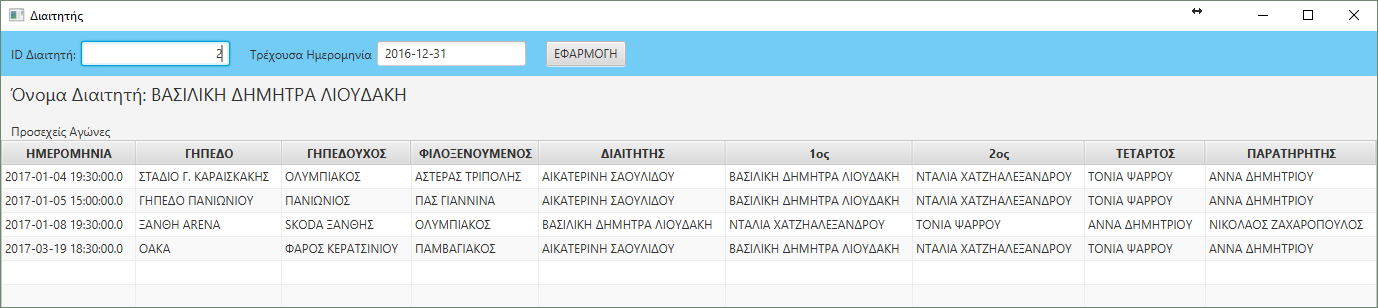 Διαιτητής
ID Διαιτητή: 2 Τρέχουσα Ημερομηνία 2016-12-31 ΕΦΑΡΜΟΓΗ
Όνομα Διαιτητή: ΒΑΣΙΛΙΚΗ ΔΗΜΗΤΡΑ ΛΙΟΥΔΑΚΗ
Προσεχείς Αγώνες
ΗΜΕΡΟΜΗΝΙΑ ΓΗΠΕΔΟ ΓΗΠΕΔΟΥΧΟΣ ΦΙΛΟΞΕΝΟΥΜΕΝΟΣ ΔΙΑΙΤΗΤΗΣ 1ος 2ος ΤΕΤΑΡΤΟΣ ΠΑΡΑΤΗΡΗΤΗΣ
2017-01-04 19:30:00.0 ΣΤΑΔΙΟ Γ. ΚΑΡΑΙΣΚΑΚΗΣ ΟΛΥΜΠΙΑΚΟΣ ΑΣΤΕΡΑΣ ΤΡΙΠΟΛΗΣ ΑΙΚΑΤΕΡΙΝΗ ΣΑΟΥΛΙΔΟΥ ΒΑΣΙΛΙΚΗ ΔΗΜΗΤΡΑ ΛΙΟΥΔΑΚΗ ΝΤΑΛΙΑ ΧΑΤΖΗΑΛΕΞΑΝΔΡΟΥ ΤΟΝΙΑ ΨΑΡΡΟΥ ΑΝΝΑ ΔΗΜΗΤΡΙΟΥ
2017-01-05 15:00:00.0 ΓΗΠΕΔΟ ΠΑΝΙΩΝΙΟΥ ΠΑΝΙΩΝΙΟΣ ΠΑΣ ΓΙΑΝΝΙΝΑ ΑΙΚΑΤΕΡΙΝΗ ΣΑΟΥΛΙΔΟΥ ΒΑΣΙΛΙΚΗ ΔΗΜΗΤΡΑ ΛΙΟΥΔΑΚΗ ΝΤΑΛΙΑ ΧΑΤΖΗΑΛΕΞΑΝΔΡΟΥ ΤΟΝΙΑ ΨΑΡΡΟΥ ΑΝΝΑ ΔΗΜΗΤΡΙΟΥ
2017-01-08 19:30:00.0 ΞΑΝΘΗ ARENA SKODA ΞΑΝΘΗΣ ΟΛΥΜΠΙΑΚΟΣ ΒΑΣΙΛΙΚΗ ΔΗΜΗΤΡΑ ΛΙΟΥΔΑΚΗ ΝΤΑΛΙΑ ΧΑΤΖΗΑΛΕΞΑΝΔΡΟΥ ΤΟΝΙΑ ΨΑΡΡΟΥ ΑΝΝΑ ΔΗΜΗΤΡΙΟΥ ΝΙΚΟΛΑΟΣ ΖΑΧΑΡΟΠΟΥΛΟΣ
2017-03-19 18:30:00.0 ΟΑΚΑ ΦΑΡΟΣ ΚΕΡΑΤΣΙΝΙΟΥ ΠΑΜΒΑΓΙΑΚΟΣ ΑΙΚΑΤΕΡΙΝΗ ΣΑΟΥΛΙΔΟΥ ΒΑΣΙΛΙΚΗ ΔΗΜΗΤΡΑ ΛΙΟΥΔΑΚΗ ΝΤΑΛΙΑ ΧΑΤΖΗΑΛΕΞΑΝΔΡΟΥ ΤΟΝΙΑ ΨΑΡΡΟΥ ΑΝΝΑ ΔΗΜΗΤΡΙΟΥ